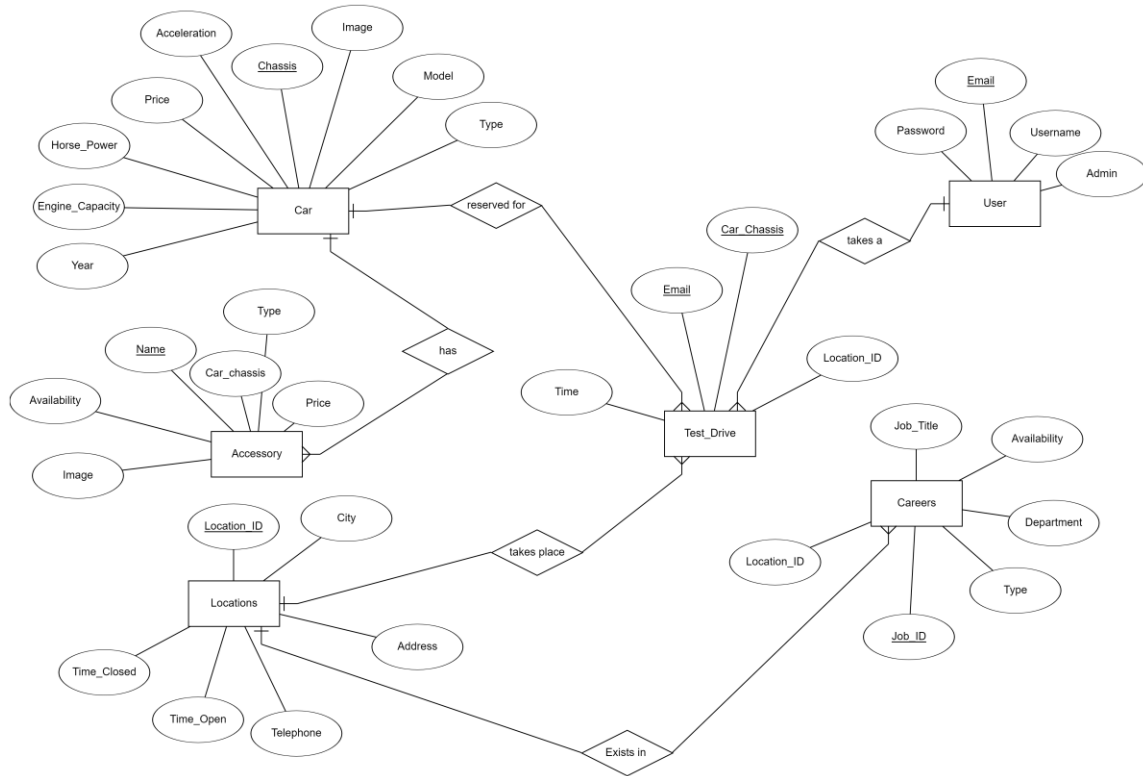 Image
Acceleration
Chassis
Model
Email
Price
Type
Password
Username
Horse_Power
Admin
Car
reserved for
User
Engine_Capacity
Car_Chassis
takes a
Year
Email
Type
Name
has
Car_chassis
Location_ID
Availability
Price
Time
Job_Title
Test_Drive
Availability
Accessory
Image
Careers
City
Department
Location_ID
takes place
Location_ID
Type
Locations
Address
Job_ID
Time_Closed
Time_Open
Telephone
Exists in